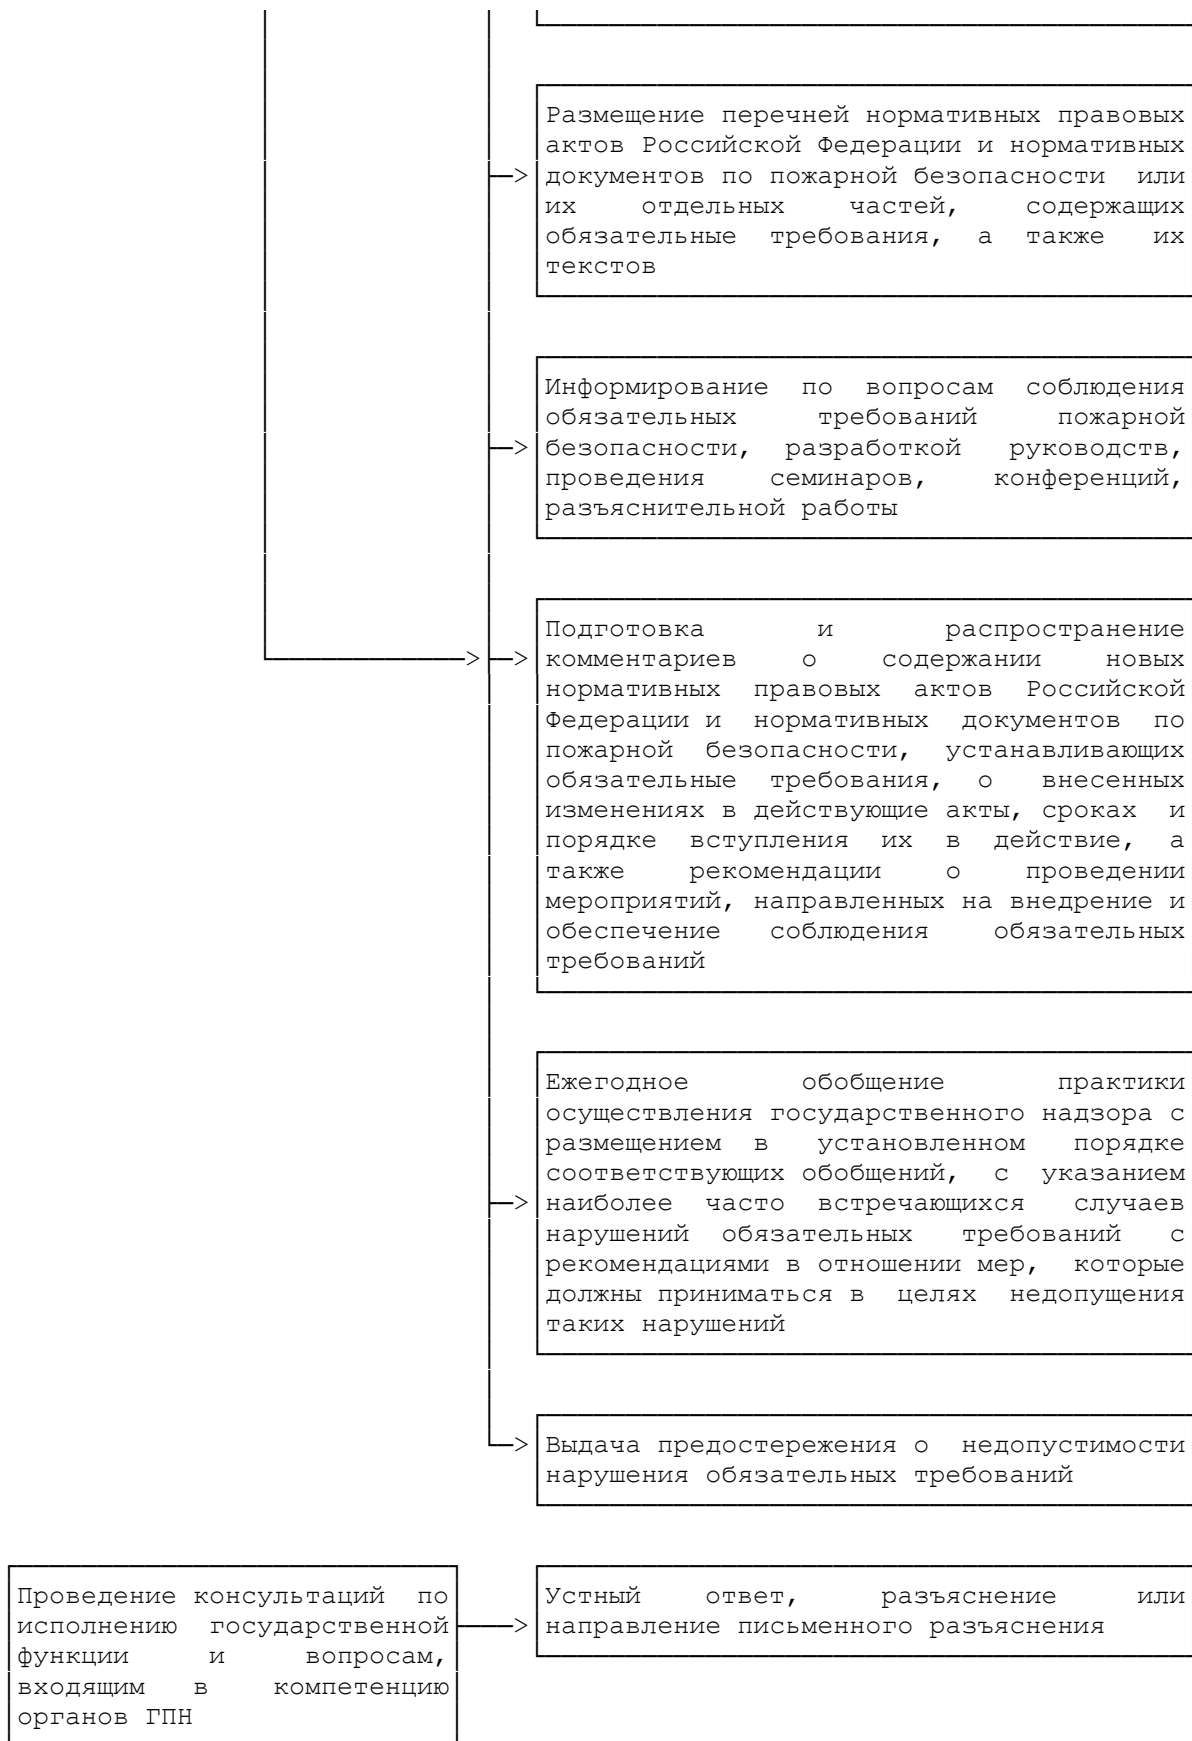 Размещение перечней нормативных правовых
актов Российской Федерации и нормативных
документов по пожарной безопасности или
их отдельных частей, содержащих
обязательные требования, а также их
текстов
Информирование по вопросам соблюдения
обязательных требований пожарной
безопасности, разработкой руководств,
проведения семинаров, конференций,
разъяснительной работы
Подготовка и распространение
комментариев о содержании новых
нормативных правовых актов Российской
Федерации и нормативных документов по
пожарной безопасности, устанавливающих
обязательные требования, о внесенных
изменениях в действующие акты, сроках и
порядке вступления их в действие, а
также рекомендации о проведении
мероприятий, направленных на внедрение и
обеспечение соблюдения обязательных
требований
Ежегодное обобщение практики
осуществления государственного надзора с
размещением в установленном порядке
соответствующих обобщений, с указанием
наиболее часто встречающихся случаев
нарушений обязательных требований с
рекомендациями в отношении мер, которые
должны приниматься в целях недопущения
таких нарушений
Выдача предостережения о недопустимости
нарушения обязательных требований
Проведение консультаций по
исполнению государственной
функции и вопросам,
входящим в компетенцию
органов ГПН
Устный ответ, разъяснение или
направление письменного разъяснения